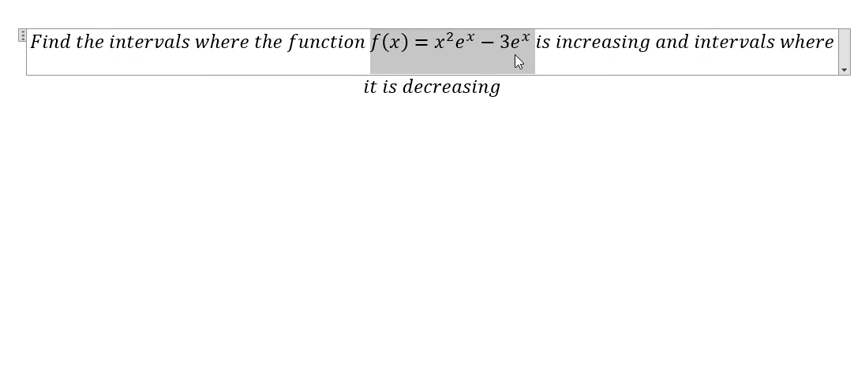 Find the intervals where the function f(x) = x²eˣ − 3eˣ is increasing and intervals where
it is decreasing